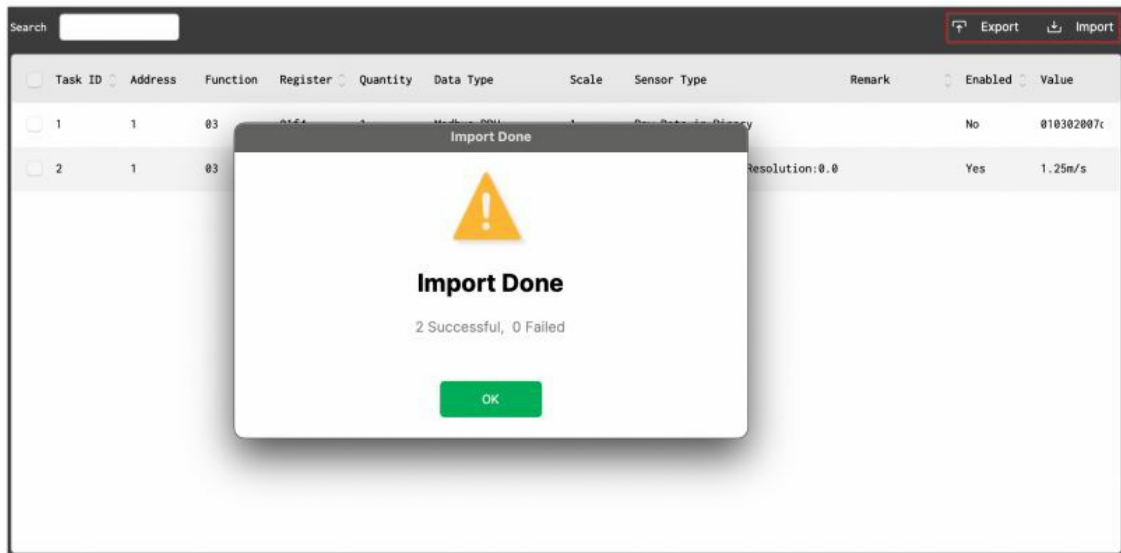 Search Export Import
Task ID Address Function Register Quantity Data Type Scale Sensor Type Remark Enabled Value
1 1 03 No 010302007c
Import Done
2 1 03 Resolution:0.0 Yes 1.25m/s
Import Done
2 Successful, 0 Failed
OK